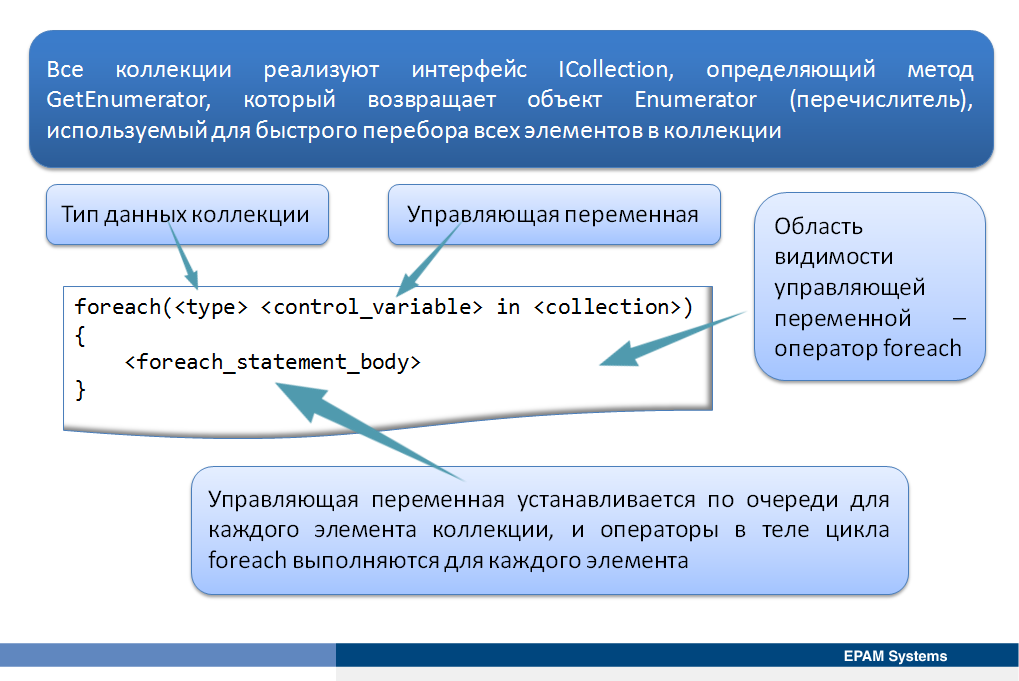 Все коллекции реализуют интерфейс ICollection, определяющий метод
GetEnumerator, который возвращает объект Enumerator (перечислитель),
используемый для быстрого перебора всех элементов в коллекции
Тип данных коллекции
Управляющая переменная
Область
видимости
управляющей
переменной –
оператор foreach
foreach(<type> <control_variable> in <collection>)
{
<foreach_statement_body>
}
Управляющая переменная устанавливается по очереди для
каждого элемента коллекции, и операторы в теле цикла
foreach выполняются для каждого элемента
EPAM Systems